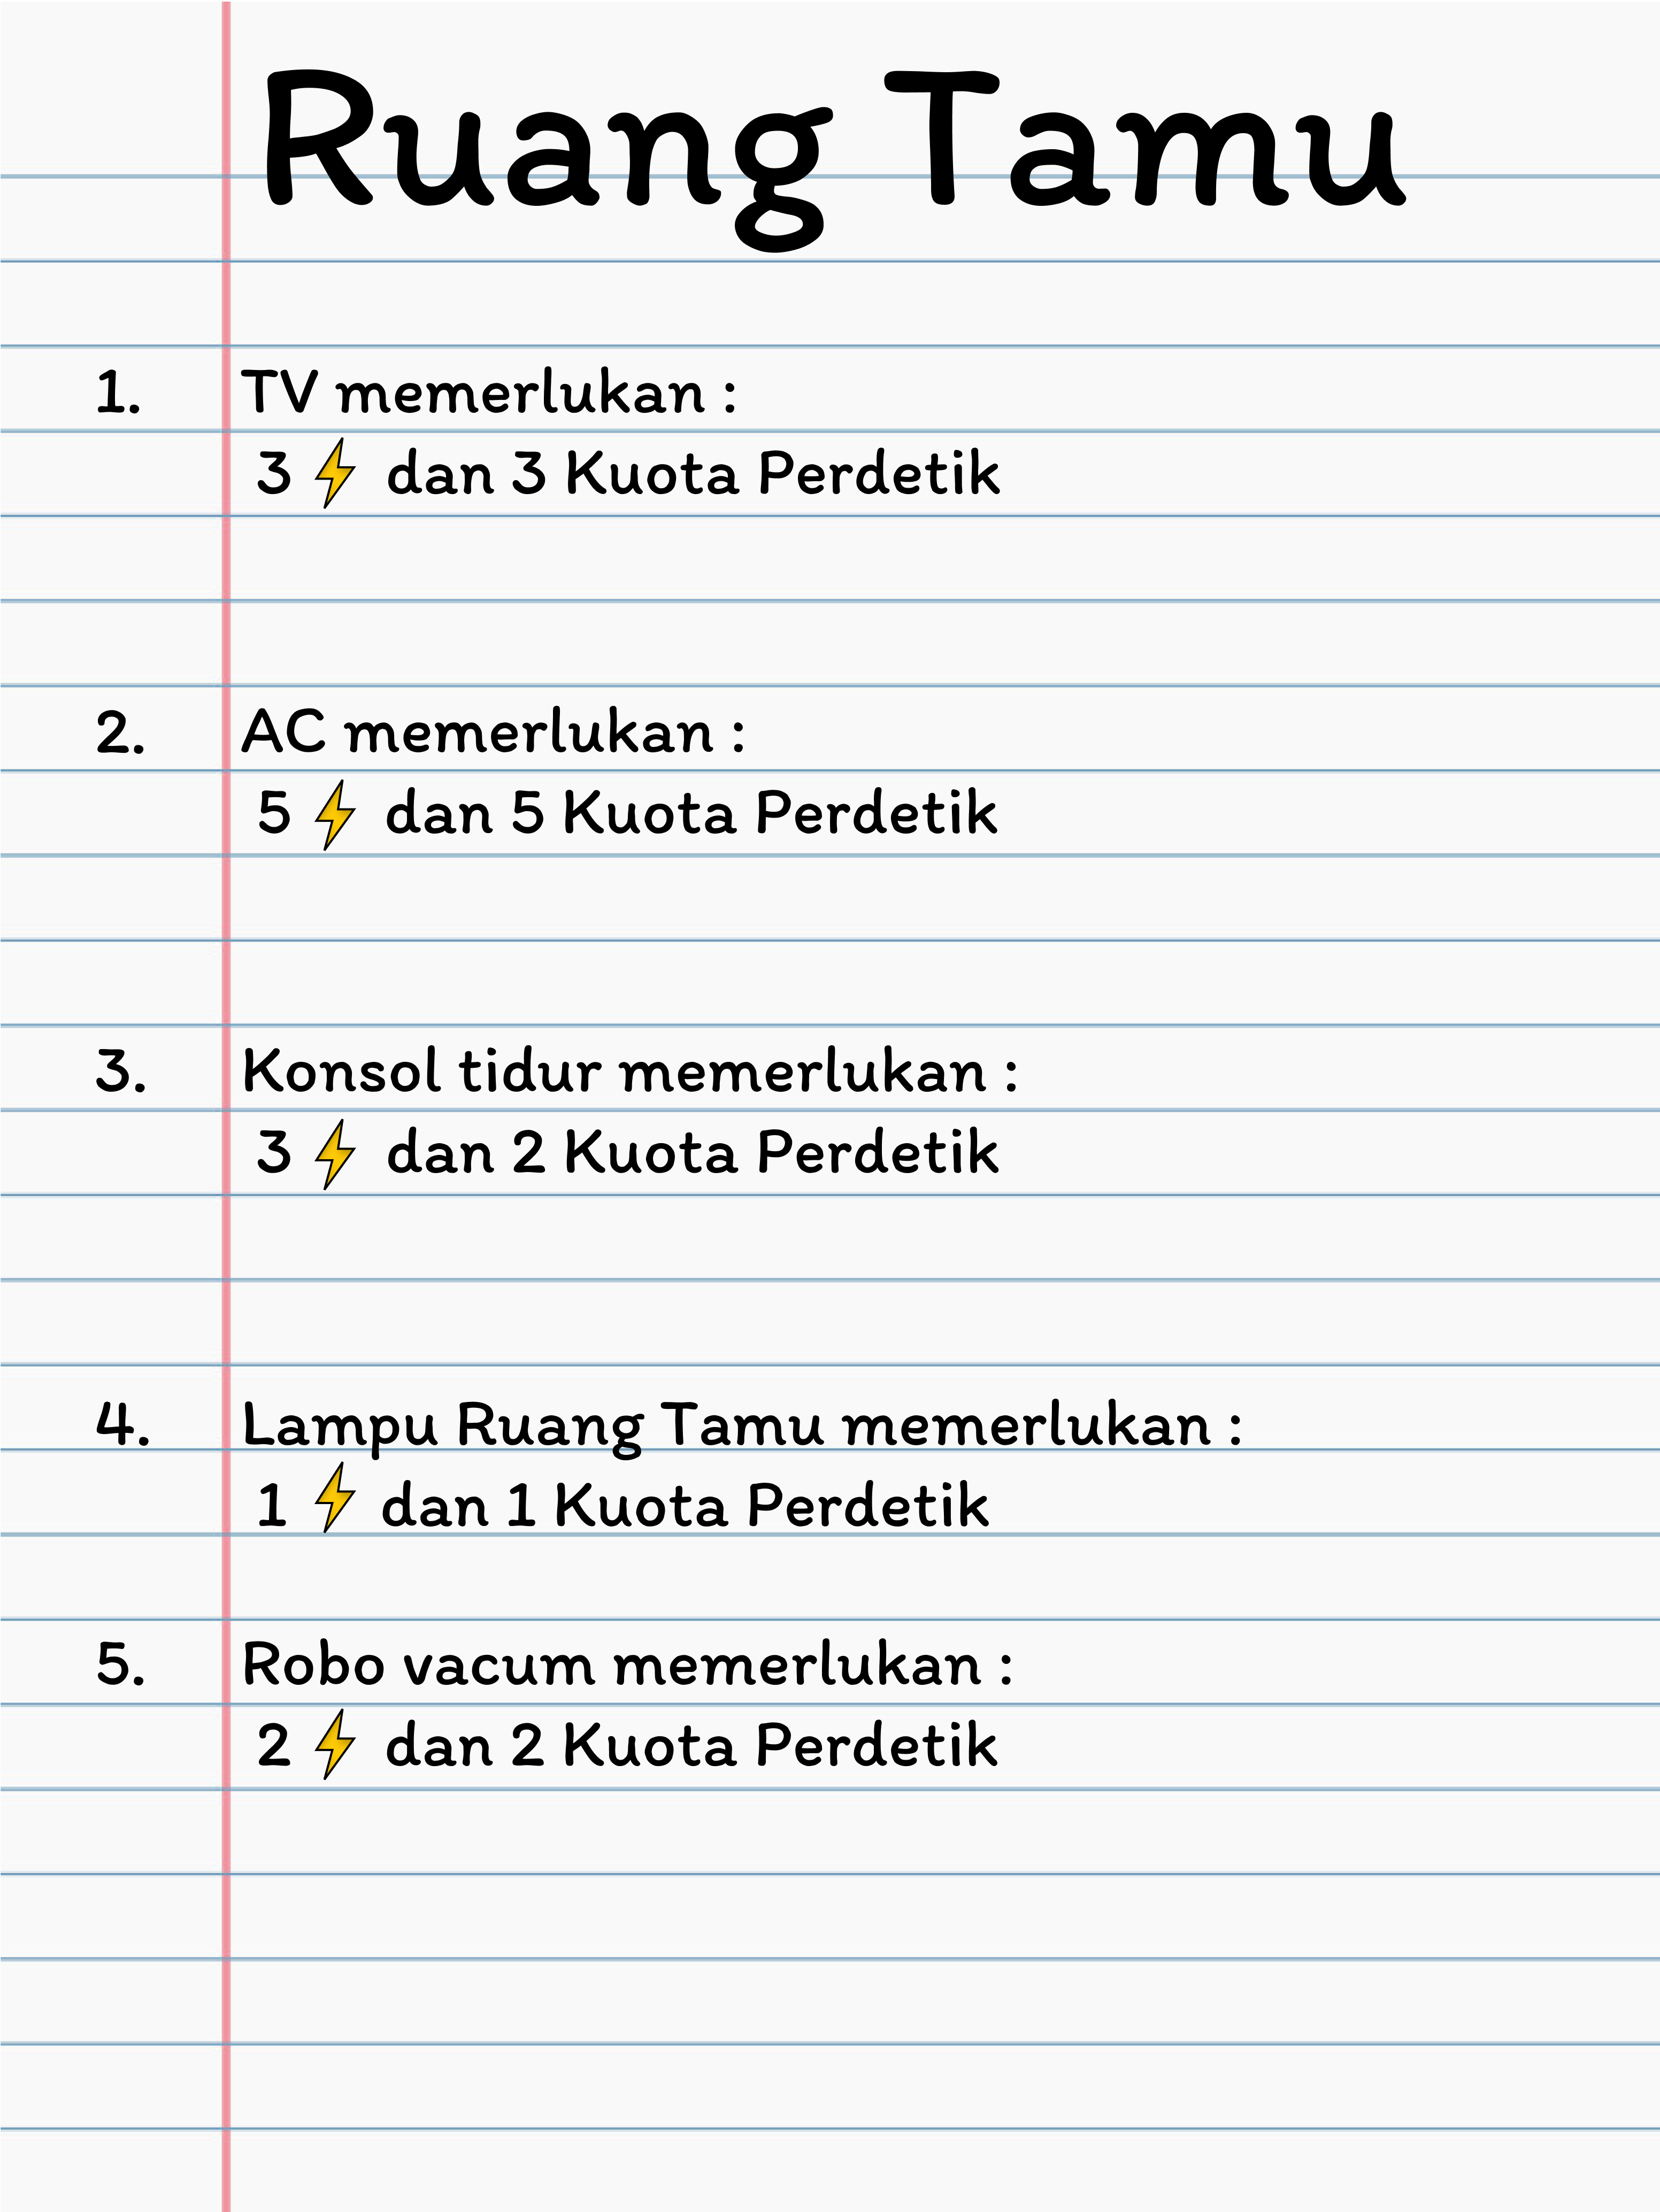 Ruang Tamu
1. TV memerlukan :
3 ⚡ dan 3 Kuota Perdetik
2. AC memerlukan :
5 ⚡ dan 5 Kuota Perdetik
3. Konsol tidur memerlukan :
3 ⚡ dan 2 Kuota Perdetik
4. Lampu Ruang Tamu memerlukan :
1 ⚡ dan 1 Kuota Perdetik
5. Robo vacum memerlukan :
2 ⚡ dan 2 Kuota Perdetik